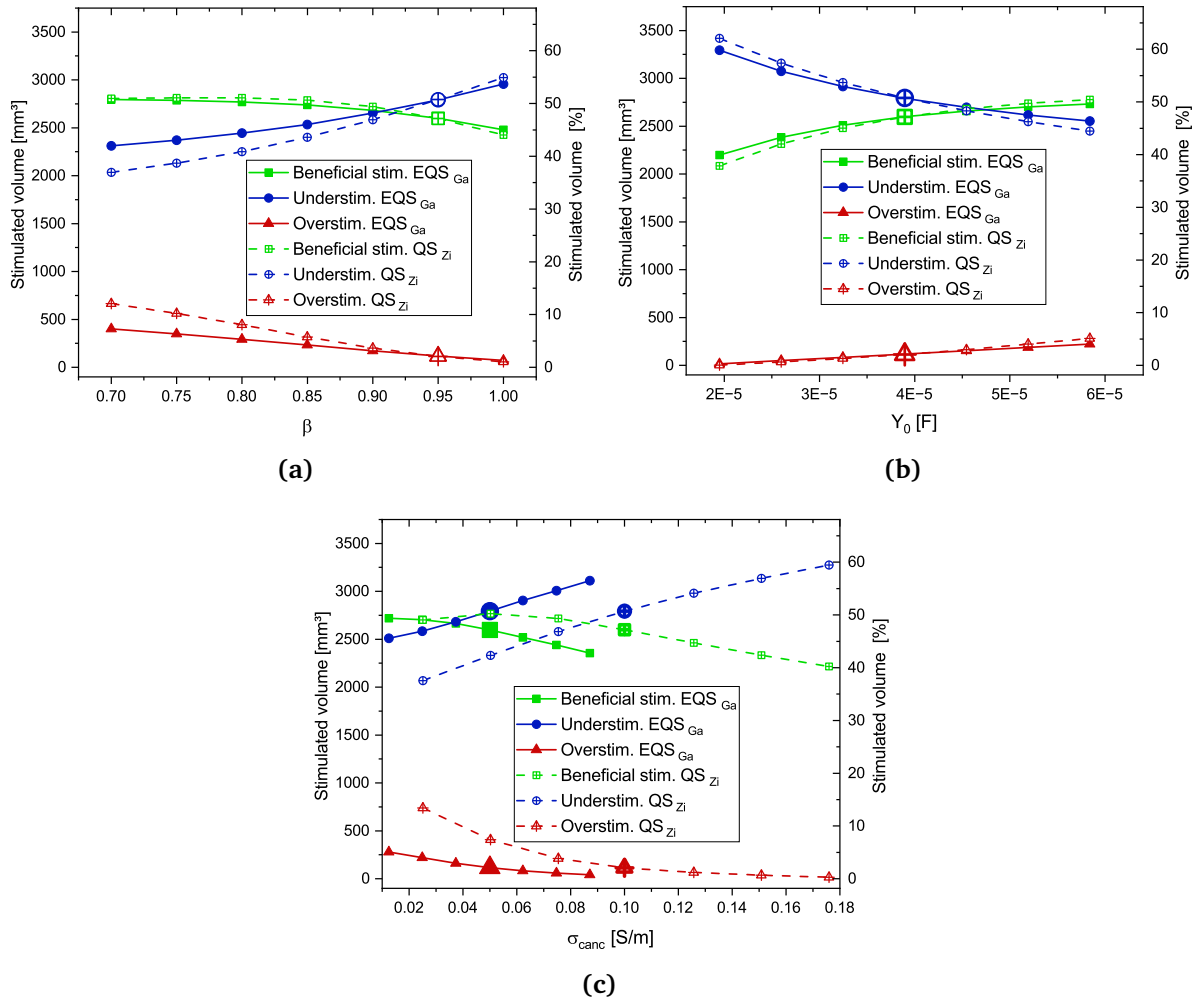 3500
3000
2500
2000
1500
1000
500
0
60
50
40
30
20
10
0
0.70 0.75 0.80 0.85 0.90 0.95 1.00
Stimulated volume [mm³]
Stimulated volume [%]
β
Beneficial stim. EQS Ga
Understim. EQS Ga
Overstim. EQS Ga
Beneficial stim. QS Zi
Understim. QS Zi
Overstim. QS Zi
(a)
3500
3000
2500
2000
1500
1000
500
0
60
50
40
30
20
10
0
2E−5 3E−5 4E−5 5E−5 6E−5
Stimulated volume [mm³]
Stimulated volume [%]
Y0 [F]
Beneficial stim. EQS Ga
Understim. EQS Ga
Overstim. EQS Ga
Beneficial stim. QS Zi
Understim. QS Zi
Overstim. QS Zi
(b)
3500
3000
2500
2000
1500
1000
500
0
60
50
40
30
20
10
0
0.02 0.04 0.06 0.08 0.10 0.12 0.14 0.16 0.18
Stimulated volume [mm³]
Stimulated volume [%]
σcanc [S/m]
Beneficial stim. EQS Ga
Understim. EQS Ga
Overstim. EQS Ga
Beneficial stim. QS Zi
Understim. QS Zi
Overstim. QS Zi
(c)